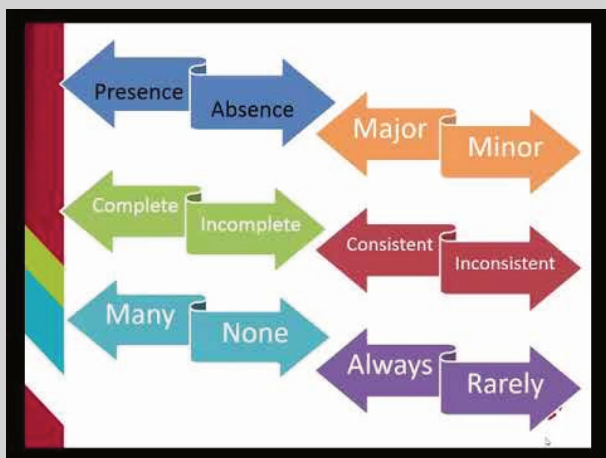 Presence
Absence
Major
Minor
Complete
Incomplete
Consistent
Inconsistent
Many
None
Always
Rarely